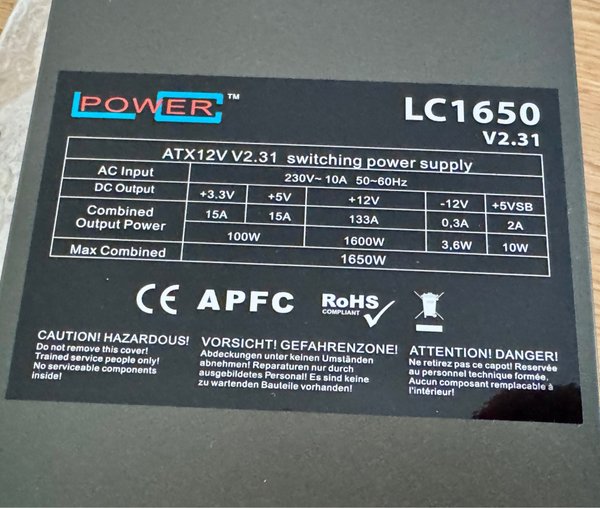 LC POWER™
LC1650
V2.31
ATX12V V2.31 switching power supply
AC Input 230V~ 10A 50~60Hz
DC Output +3.3V +5V +12V -12V +5VSB
Combined Output Power 15A 15A 133A 0,3A 2A
100W 1600W 3,6W 10W
Max Combined 1650W
CE APFC RoHS
COMPLIANT
CAUTION! HAZARDOUS!
Do not remove this cover!
Trained service people only!
No serviceable components
inside!
VORSICHT! GEFAHRENZONE!
Abdeckungen unter keinen Umständen
abnehmen! Reparaturen nur durch
ausgebildetes Personal! Es sind keine
zu wartenden Bauteile vorhanden!
ATTENTION! DANGER!
Ne retirez pas ce capot! Reservée
au personnel technique formée.
Aucun composant remplaçable à
l'intérieur!